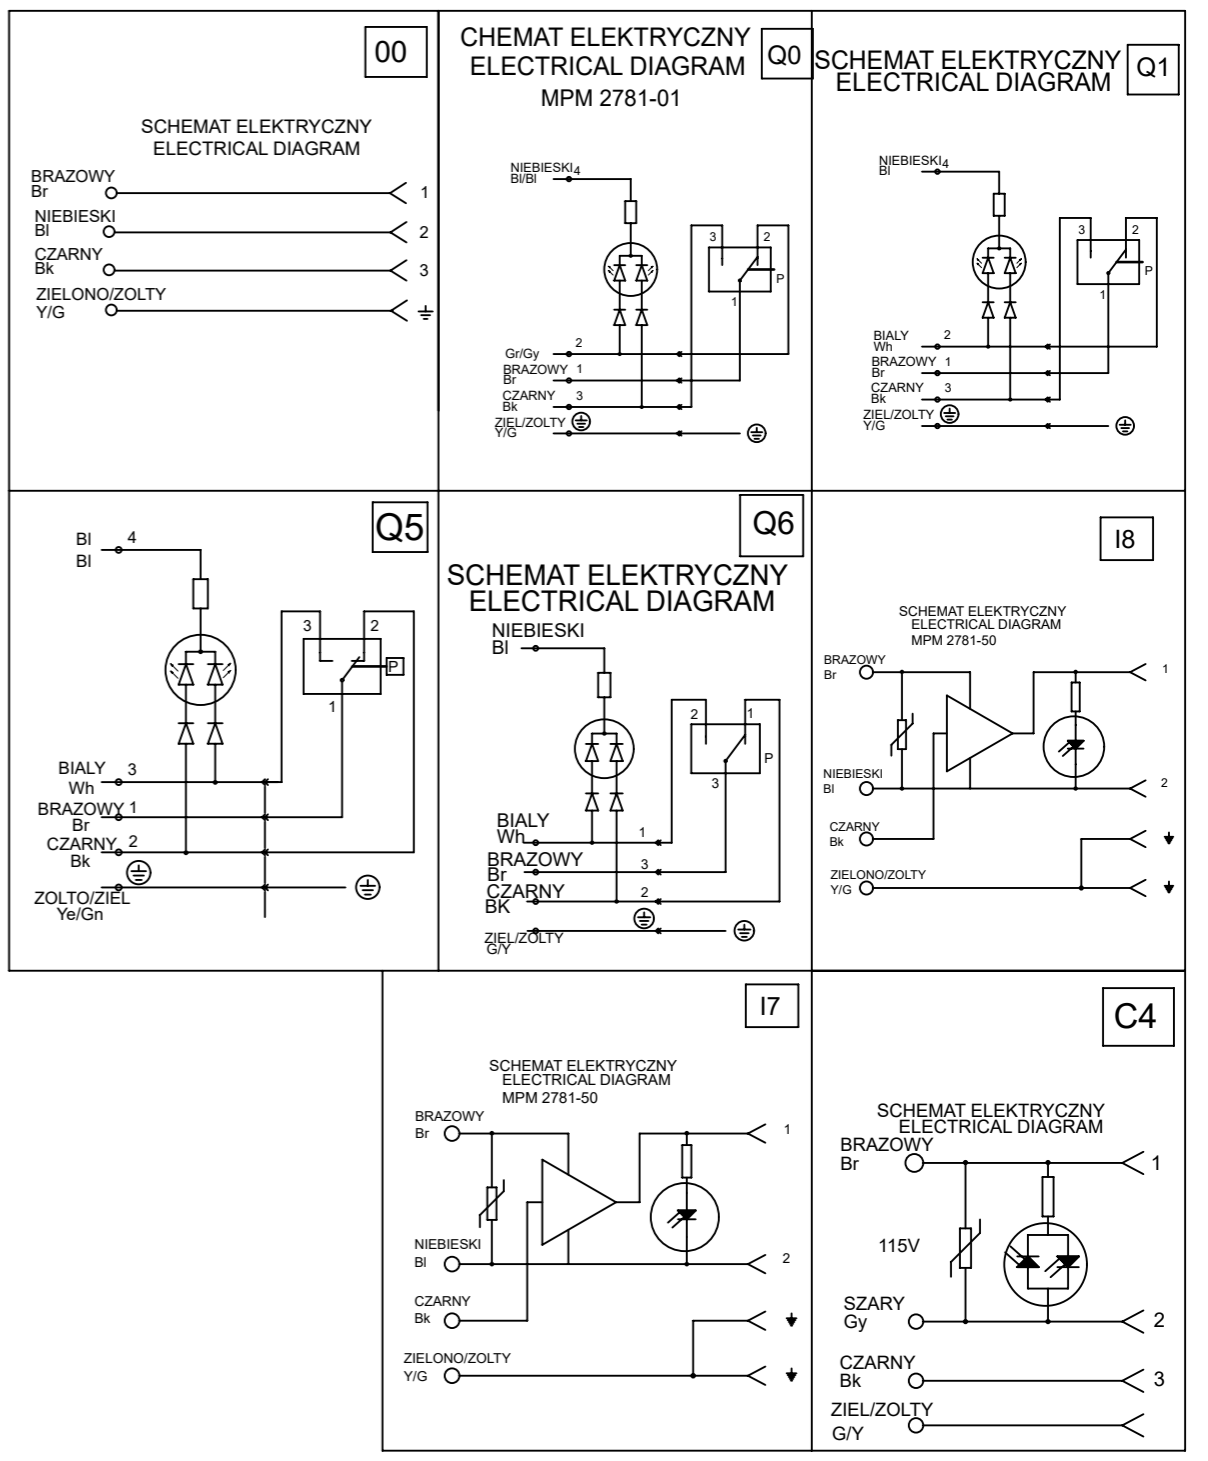 00
SCHEMAT ELEKTRYCZNY
ELECTRICAL DIAGRAM
BRAZOWY
Br
1
NIEBIESKI
Bl
2
CZARNY
Bk
3
ZIELONO/ZOLTY
Y/G
CHEMAT ELEKTRYCZNY
ELECTRICAL DIAGRAM
MPM 2781-01
Q0
NIEBIESKI 4
Bl/Bl
3 2
P
1
Gr/Gy 2
BRAZOWY 1
Br
CZARNY 3
Bk
ZIEL/ZOLTY
Y/G
SCHEMAT ELEKTRYCZNY
ELECTRICAL DIAGRAM
Q1
NIEBIESKI 4
Bl
3 2
P
1
BIALY 2
Wh
BRAZOWY 1
Br
CZARNY 3
Bk
ZIEL/ZOLTY
Y/G
Q5
Bl 4
Bl
3 2
P
1
BIALY 3
Wh
BRAZOWY 1
Br
CZARNY 2
Bk
ZOLTO/ZIEL
Ye/Gn
Q6
SCHEMAT ELEKTRYCZNY
ELECTRICAL DIAGRAM
NIEBIESKI
Bl
2 1
P
3
BIALY
Wh 1
BRAZOWY
Br 3
CZARNY
BK 2
ZIEL/ZOLTY
G/Y
I8
SCHEMAT ELEKTRYCZNY
ELECTRICAL DIAGRAM
MPM 2781-50
BRAZOWY
Br
1
NIEBIESKI
Bl
2
CZARNY
Bk
ZIELONO/ZOLTY
Y/G
I7
SCHEMAT ELEKTRYCZNY
ELECTRICAL DIAGRAM
MPM 2781-50
BRAZOWY
Br
1
NIEBIESKI
Bl
2
CZARNY
Bk
ZIELONO/ZOLTY
Y/G
C4
SCHEMAT ELEKTRYCZNY
ELECTRICAL DIAGRAM
BRAZOWY
Br
1
115V
SZARY
Gy
2
CZARNY
Bk
3
ZIEL/ZOLTY
G/Y